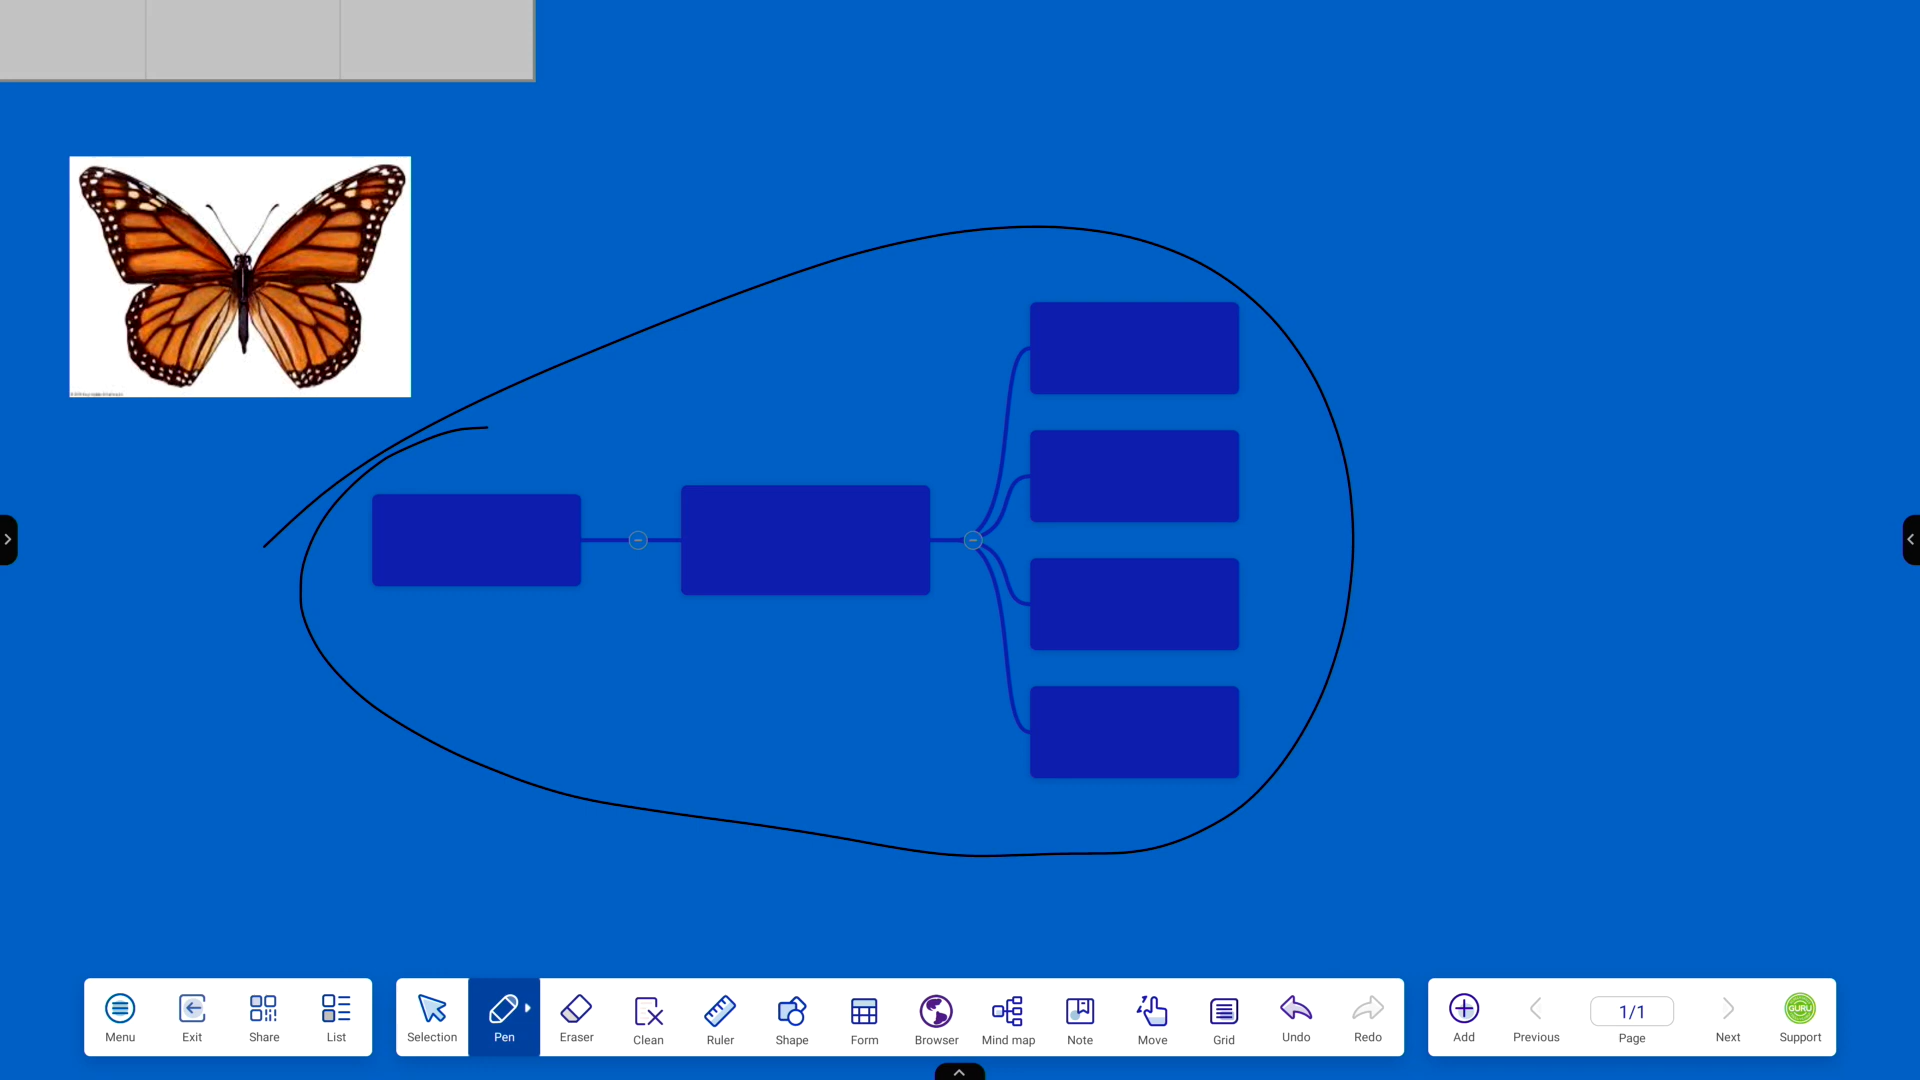 Menu
Exit
Share
List
Selection
Pen
Eraser
Clean
Ruler
Shape
Form
Browser
Mind map
Note
Move
Grid
Undo
Redo
Add
Previous
1/1
Page
Next
GURU
Support